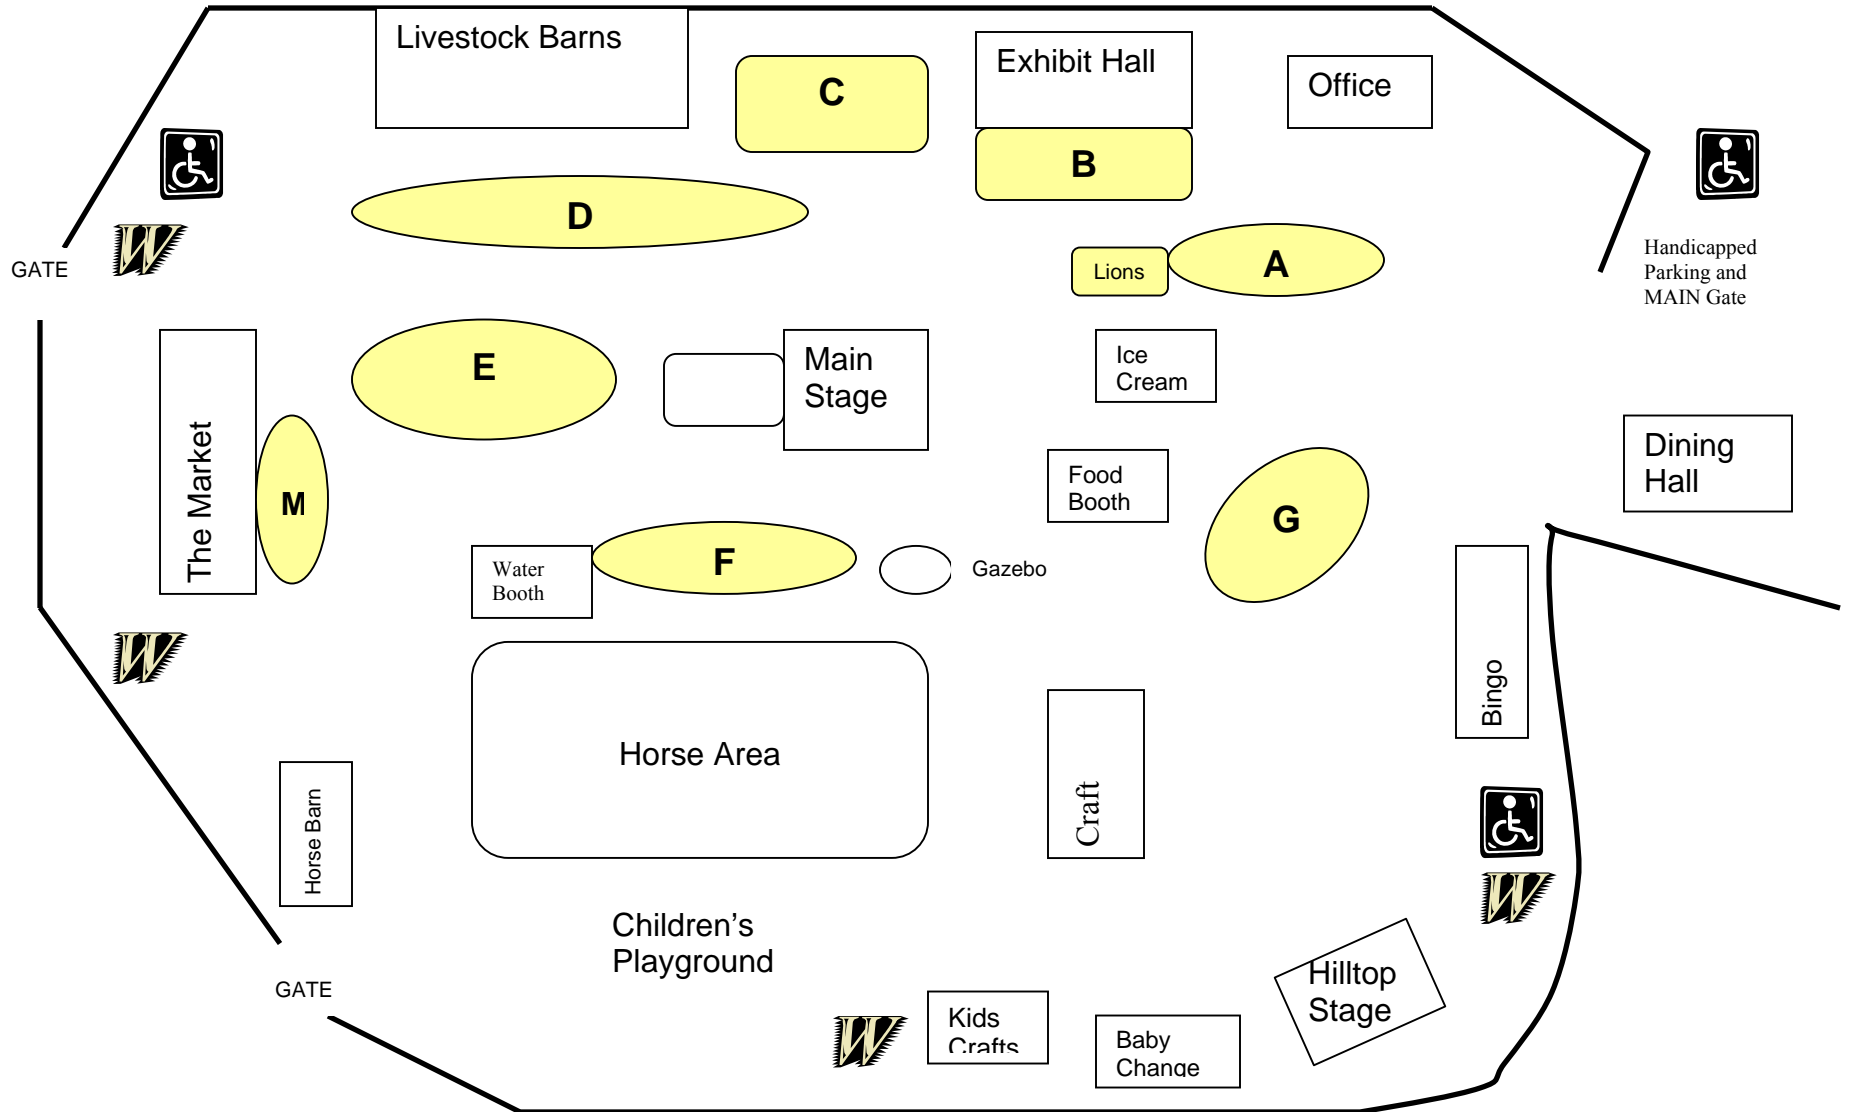 Livestock Barns
C
Exhibit Hall
Office
B
D
W
GATE
Lions
A
Handicapped
Parking and
MAIN Gate
E
Main
Stage
Ice
Cream
The Market
M
Food
Booth
G
Dining
Hall
Water
Booth
F
Gazebo
W
Bingo
Horse Area
Craft
Horse Barn
W
Children's
Playground
GATE
Hilltop
Stage
W
Kids
Crafts
Baby
Change